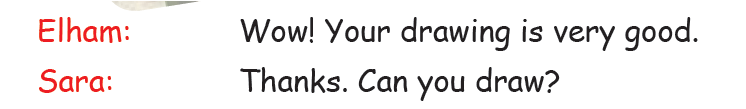 Elham: Wow! Your drawing is very good.
Sara: Thanks. Can you draw?